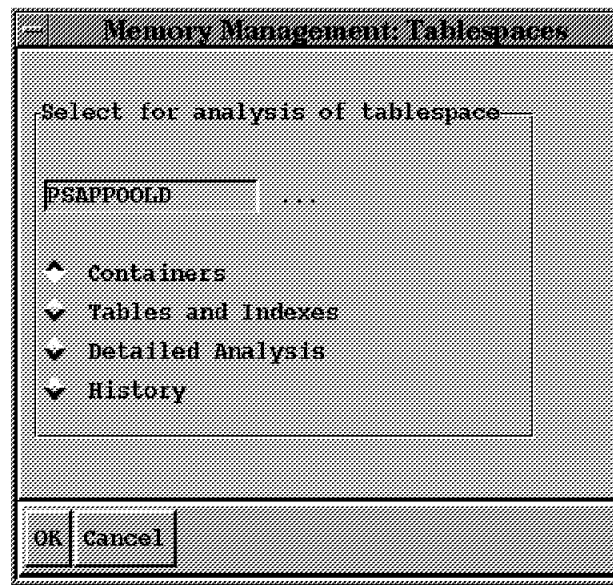 Memory Management: Tablespaces
Select for analysis of tablespace
PSAPPOOLD ...
Containers
Tables and Indexes
Detailed Analysis
History
OK Cancel